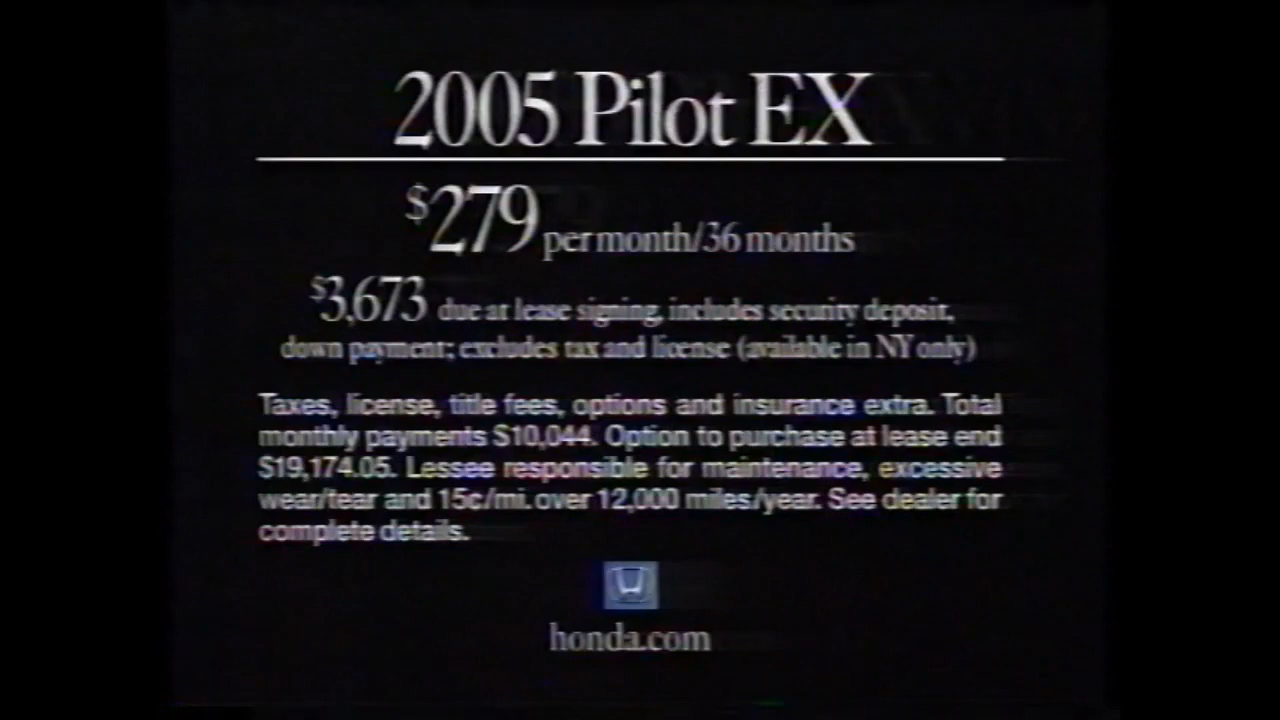 2005 Pilot EX
$279 per month/36 months
$3,673 due at lease signing, includes security deposit,
down payment; excludes tax and license (available in NY only)
Taxes, license, title fees, options and insurance extra. Total
monthly payments $10,044. Option to purchase at lease end
$19,174.05. Lessee responsible for maintenance, excessive
wear/tear and 15c/mi. over 12,000 miles/year. See dealer for
complete details.
honda.com